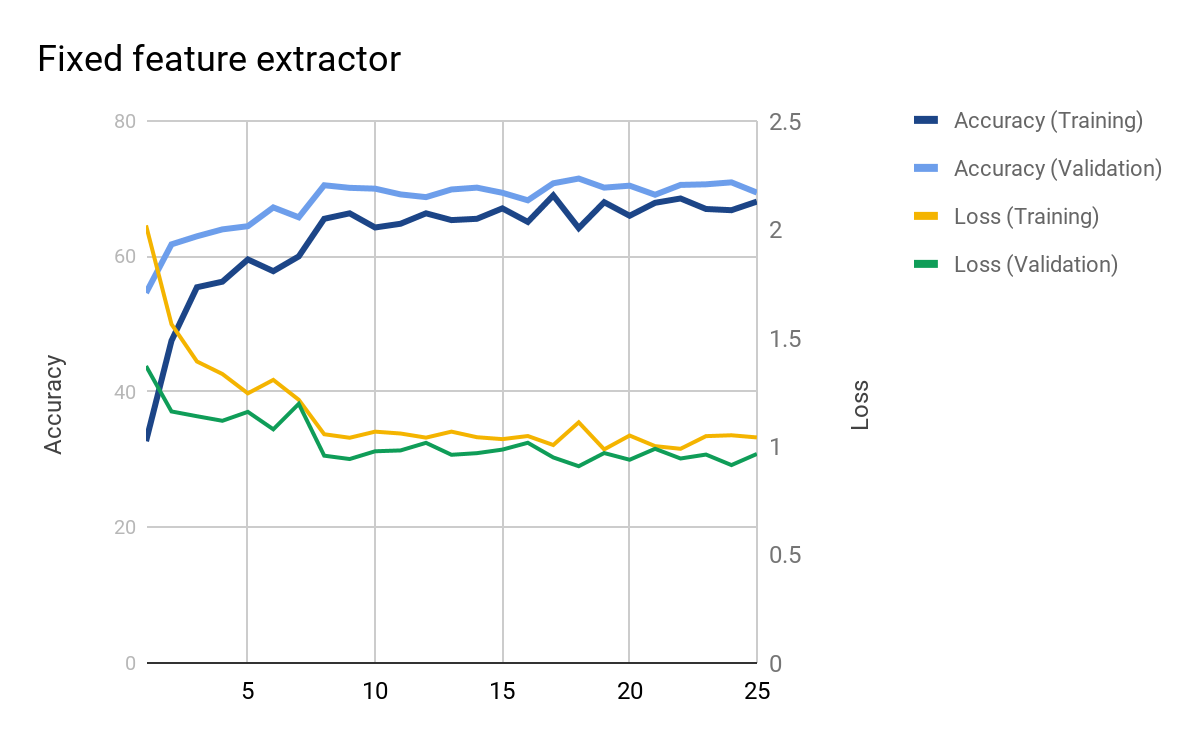 Fixed feature extractor
Accuracy
80
60
40
20
0
2.5
2
1.5
1
0.5
0
Loss
5
10
15
20
25
Accuracy (Training)
Accuracy (Validation)
Loss (Training)
Loss (Validation)